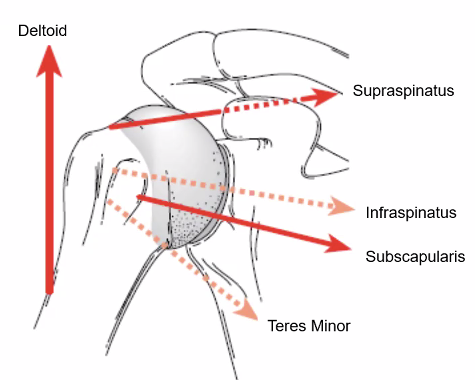 Deltoid
Supraspinatus
Infraspinatus
Subscapularis
Teres Minor